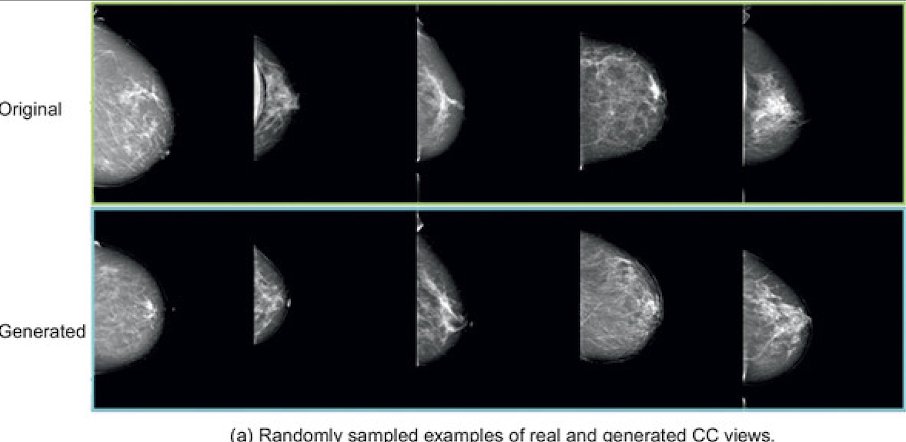 Original
Generated
(a) Randomly sampled examples of real and generated CC views.